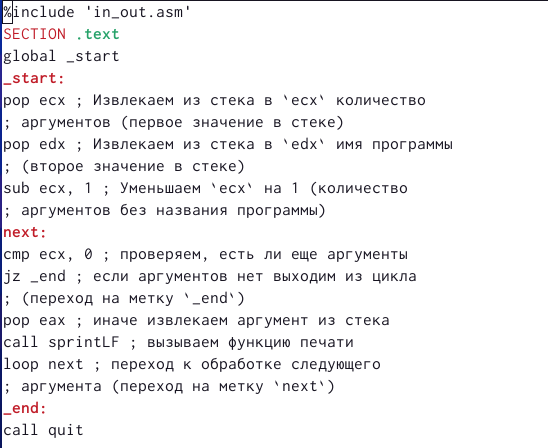 %include 'in_out.asm'
SECTION .text
global _start
_start:
pop ecx ; Извлекаем из стека в `ecx` количество
; аргументов (первое значение в стеке)
pop edx ; Извлекаем из стека в `edx` имя программы
; (второе значение в стеке)
sub ecx, 1 ; Уменьшаем `ecx` на 1 (количество
; аргументов без названия программы)
next:
cmp ecx, 0 ; проверяем, есть ли еще аргументы
jz _end ; если аргументов нет выходим из цикла
; (переход на метку `_end`)
pop eax ; иначе извлекаем аргумент из стека
call sprintLF ; вызываем функцию печати
loop next ; переход к обработке следующего
; аргумента (переход на метку `next`)
_end:
call quit